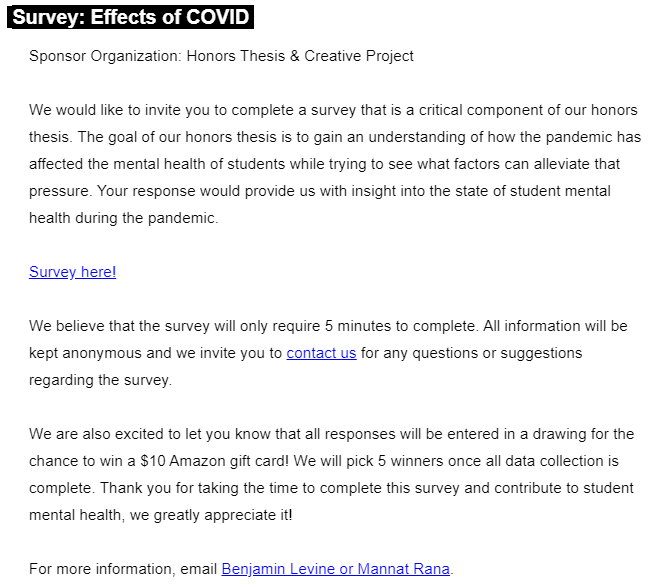 Survey: Effects of COVID
Sponsor Organization: Honors Thesis & Creative Project
We would like to invite you to complete a survey that is a critical component of our honors
thesis. The goal of our honors thesis is to gain an understanding of how the pandemic has
affected the mental health of students while trying to see what factors can alleviate that
pressure. Your response would provide us with insight into the state of student mental
health during the pandemic.
Survey here!
We believe that the survey will only require 5 minutes to complete. All information will be
kept anonymous and we invite you to contact us for any questions or suggestions
regarding the survey.
We are also excited to let you know that all responses will be entered in a drawing for the
chance to win a $10 Amazon gift card! We will pick 5 winners once all data collection is
complete. Thank you for taking the time to complete this survey and contribute to student
mental health, we greatly appreciate it!
For more information, email Benjamin Levine or Mannat Rana.